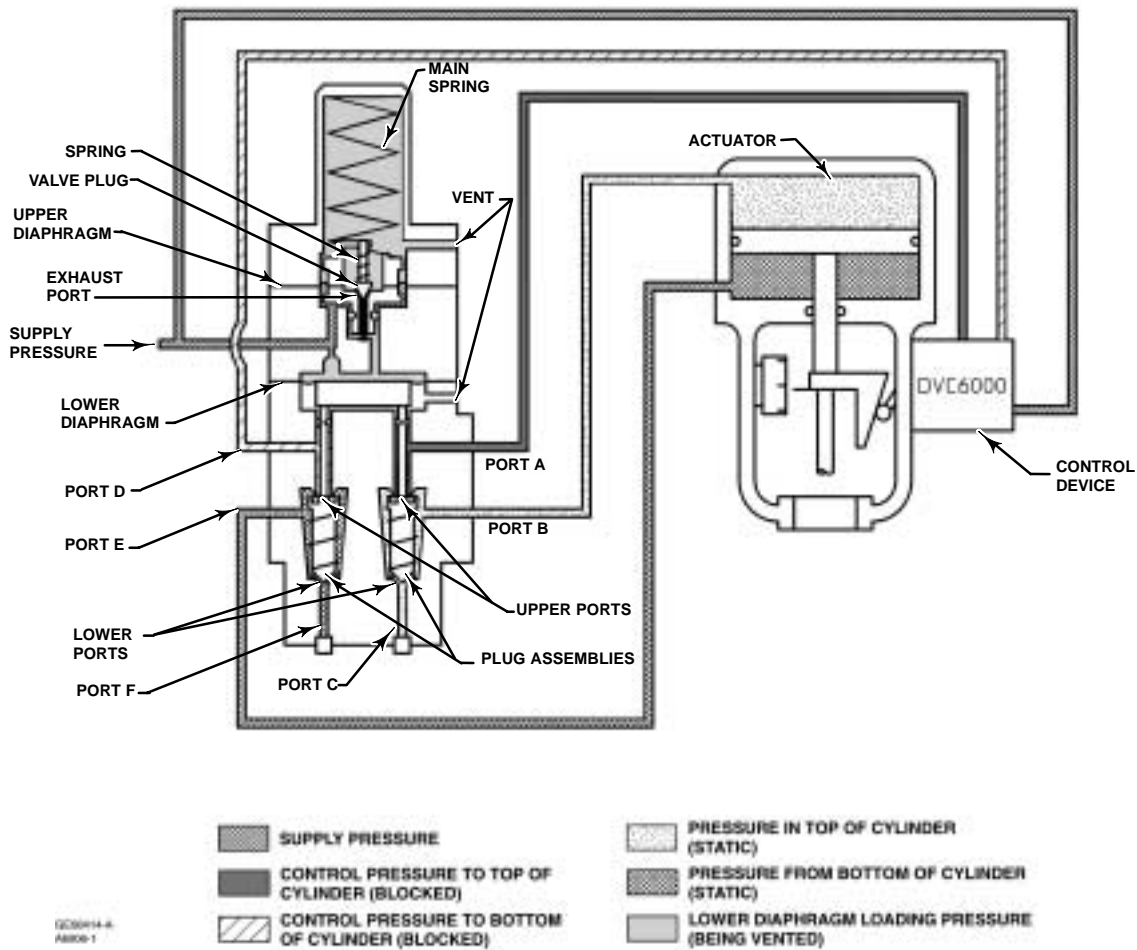 MAIN
SPRING
SPRING
VALVE PLUG
UPPER
DIAPHRAGM
EXHAUST
PORT
SUPPLY
PRESSURE
LOWER
DIAPHRAGM
PORT D
PORT E
LOWER
PORTS
PORT F
PORT C
VENT
PORT A
PORT B
UPPER PORTS
PLUG ASSEMBLIES
ACTUATOR
DVC6000
CONTROL
DEVICE
SUPPLY PRESSURE
CONTROL PRESSURE TO TOP OF
CYLINDER (BLOCKED)
CONTROL PRESSURE TO BOTTOM
OF CYLINDER (BLOCKED)
PRESSURE IN TOP OF CYLINDER
(STATIC)
PRESSURE FROM BOTTOM OF CYLINDER
(STATIC)
LOWER DIAPHRAGM LOADING PRESSURE
(BEING VENTED)